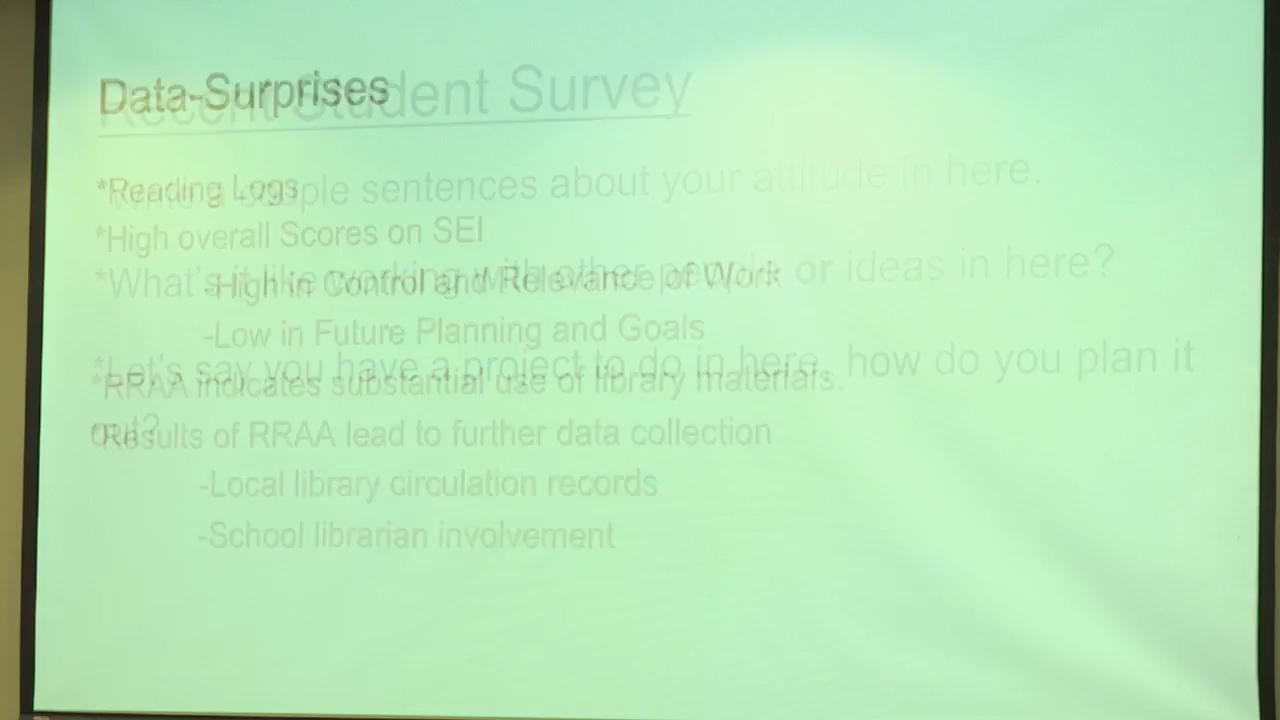 Data-Surprises
*Reading Logs
*High overall Scores on SEI
-High in Control and Relevance of Work
-Low in Future Planning and Goals
*RRAA indicates substantial use of library materials.
*Results of RRAA lead to further data collection
-Local library circulation records
-School librarian involvement
Recent Student Survey
couple sentences about your attitude in here.
*What's it like working with other people or ideas in here?
*Let's say you have a project to do in here, how do you plan it
out?